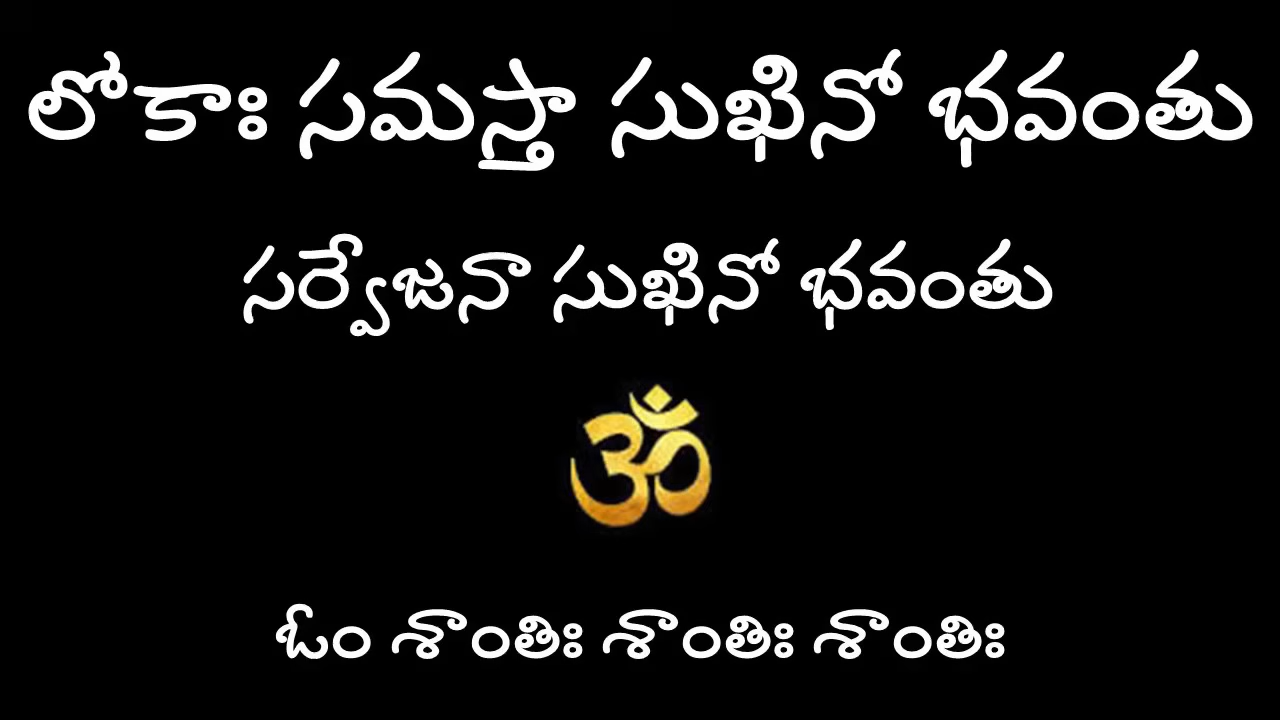 లోకాః సమస్తా సుఖినో భవంతు
సర్వేజనా సుఖినో భవంతు
ॐ
ఓం శాంతిః శాంతిః శాంతిః